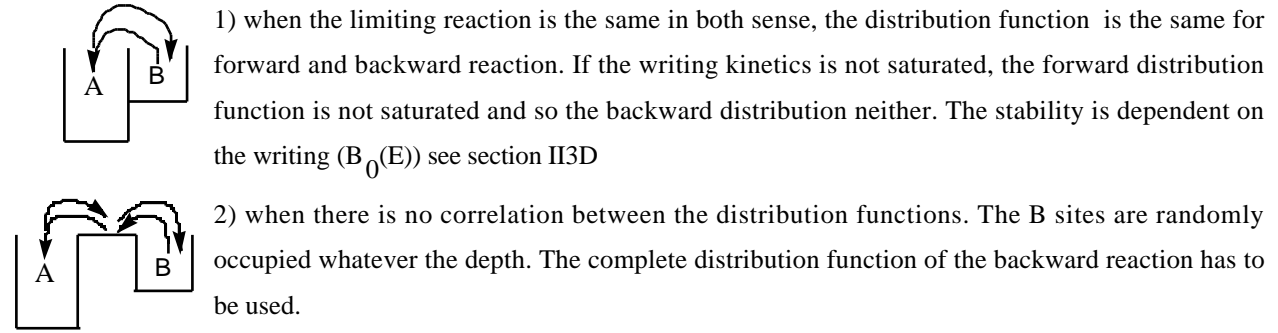 1) when the limiting reaction is the same in both sense, the distribution function is the same for
A B forward and backward reaction. If the writing kinetics is not saturated, the forward distribution
function is not saturated and so the backward distribution neither. The stability is dependent on
the writing (B0(E)) see section II3D
2) when there is no correlation between the distribution functions. The B sites are randomly
A B occupied whatever the depth. The complete distribution function of the backward reaction has to
be used.